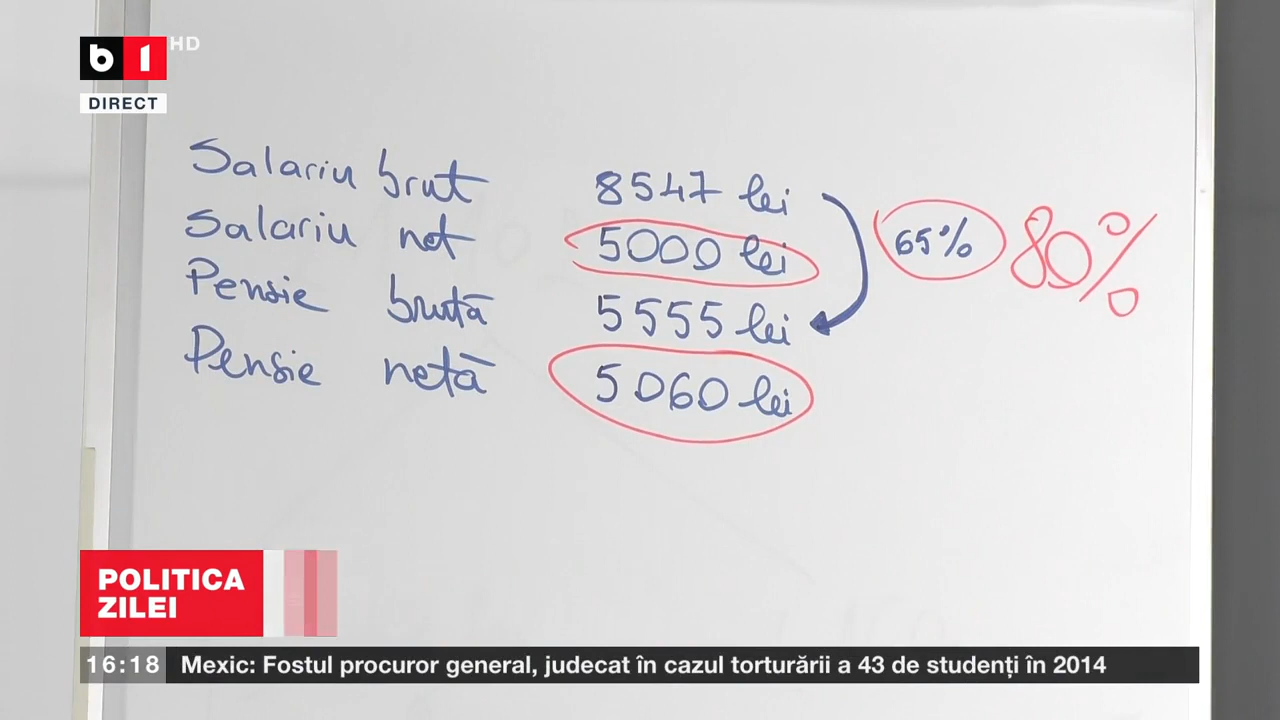 b1 HD
DIRECT
Salariu brut 8547 lei
Salariu net 5000 lei 65% 80%
Pensie brută 5555 lei
Pensie netă 5060 lei
POLITICA
ZILEI
16:18 Mexic: Fostul procuror general, judecat în cazul torturării a 43 de studenți în 2014